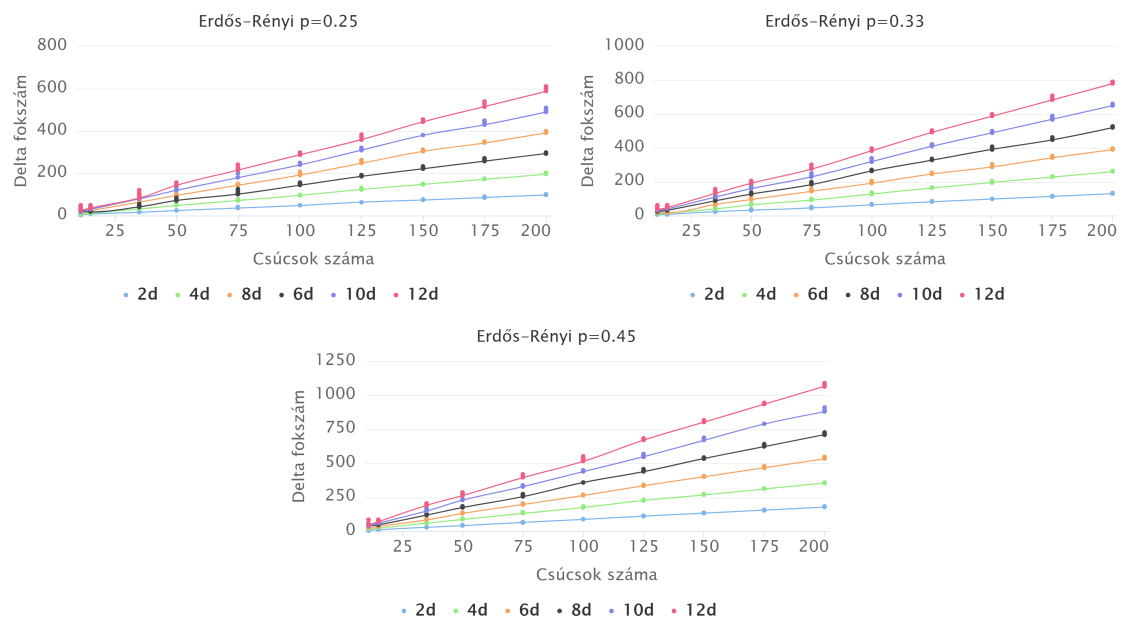 Erdős–Rényi p=0.25
Delta fokszám
800
600
400
200
0
25 50 75 100 125 150 175 200
Csúcsok száma
2d 4d 8d 6d 10d 12d
Erdős–Rényi p=0.33
Delta fokszám
1000
800
600
400
200
0
25 50 75 100 125 150 175 200
Csúcsok száma
2d 4d 6d 8d 10d 12d
Erdős–Rényi p=0.45
Delta fokszám
1250
1000
750
500
250
0
25 50 75 100 125 150 175 200
Csúcsok száma
2d 4d 6d 8d 10d 12d